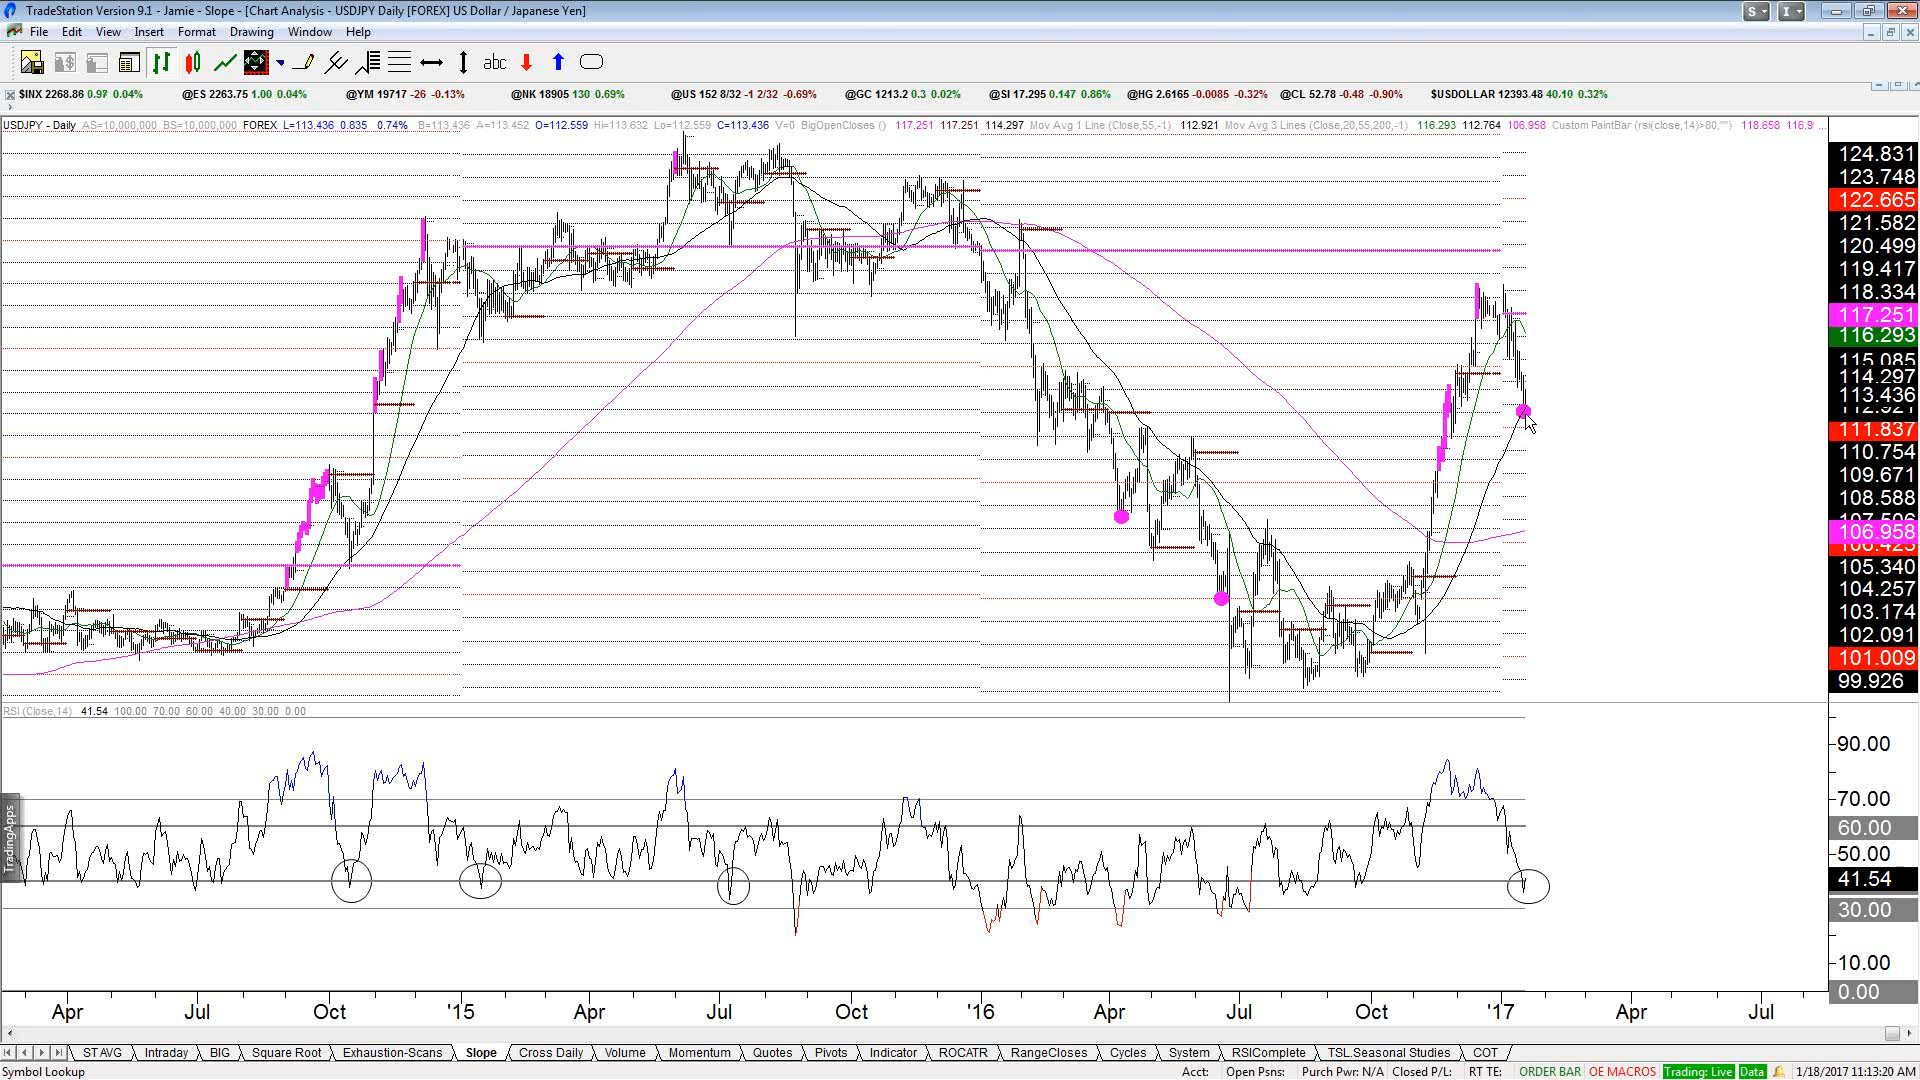 TradeStation Version 9.1 - Jamie - Slope - [Chart Analysis - USDJPY Daily [FOREX] US Dollar / Japanese Yen]
S I
File Edit View Insert Format Drawing Window Help
abc
$INX 2268.86 0.97 0.04% @ES 2263.75 1.00 0.04% @YM 19717 -26 -0.13% @NK 18905 130 0.69% @US 152 8/32 -1 2/32 -0.69% @GC 1213.2 0.3 0.02% @SI 17.295 0.147 0.86% @HG 2.6165 -0.0085 -0.32% @CL 52.78 -0.48 -0.90% $USDOLLAR 12393.48 40.10 0.32%
USDJPY - Daily AS=10,000,000 BS=10,000,000 FOREX L=113.436 0.835 0.74% B=113.436 A=113.452 O=112.559 Hi=113.632 Lo=112.559 C=113.436 V=0 BigOpenCloses () 117.251 117.251 114.297 Mov Avg 1 Line (Close,55,-1) 112.921 Mov Avg 3 Lines (Close,20,55,200,-1) 116.293 112.764 106.958 Custom PaintBar (rsi(close,14)>80,"") 118.658 116.9 ...
124.831
123.748
122.665
121.582
120.499
119.417
118.334
117.251
116.293
115.085
114.297
113.436
112.921
111.837
110.754
109.671
108.588
106.958
105.340
104.257
103.174
102.091
101.009
99.926
RSI (Close,14) 41.54 100.00 70.00 60.00 40.00 30.00 0.00
90.00
70.00
60.00
50.00
41.54
30.00
10.00
0.00
TradingApps
Apr Jul Oct '15 Apr Jul Oct '16 Apr Jul Oct '17 Apr Jul
STAVG Intraday BIG Square Root Exhaustion-Scans Slope Cross Daily Volume Momentum Quotes Pivots Indicator ROCATR RangeCloses Cycles System RSIComplete TSL.Seasonal Studies COT
Symbol Lookup Acct: Open Psns: Purch Pwr: N/A Closed P/L: RT TE: ORDER BAR OE MACROS Trading: Live Data 1/18/2017 11:13:20 AM